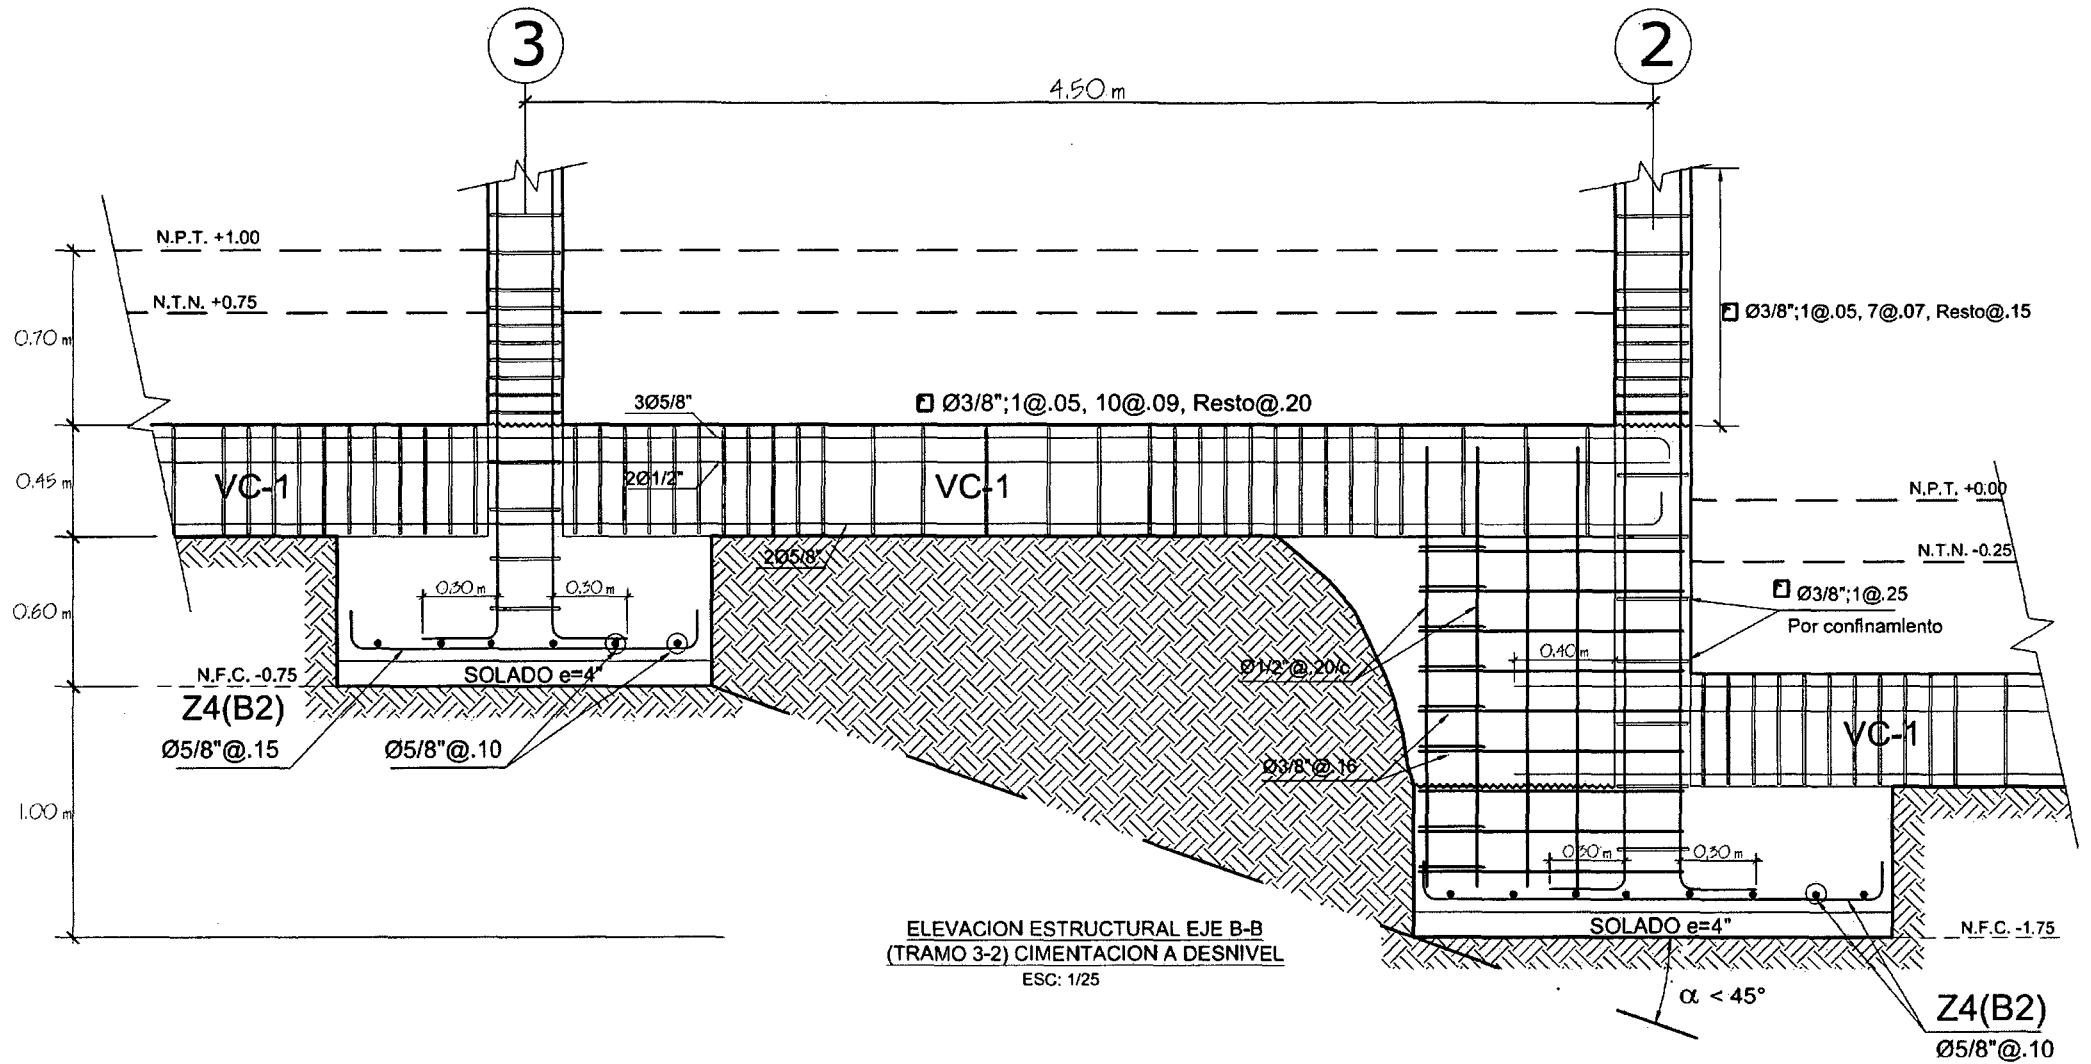 3
2
4.50 m
N.P.T. +1.00
N.T.N. +0.75
0.70 m
Ø3/8";1@.05, 7@.07, Resto@.15
3Ø5/8"
Ø3/8";1@.05, 10@.09, Resto@.20
0.45 m
VC-1
2Ø1/2"
VC-1
N.P.T. +0.00
2Ø5/8"
N.T.N. -0.25
0.60 m
0.30 m
0.30 m
Ø3/8";1@.25
Por confinamiento
0.40 m
Ø1/2"@.20/c
N.F.C. -0.75
SOLADO e=4"
Z4(B2)
VC-1
Ø5/8"@.15
Ø5/8"@.10
Ø3/8"@.16
1.00 m
0.30 m
0.30 m
ELEVACION ESTRUCTURAL EJE B-B
(TRAMO 3-2) CIMENTACION A DESNIVEL
ESC: 1/25
SOLADO e=4"
N.F.C. -1.75
α < 45°
Z4(B2)
Ø5/8"@.10